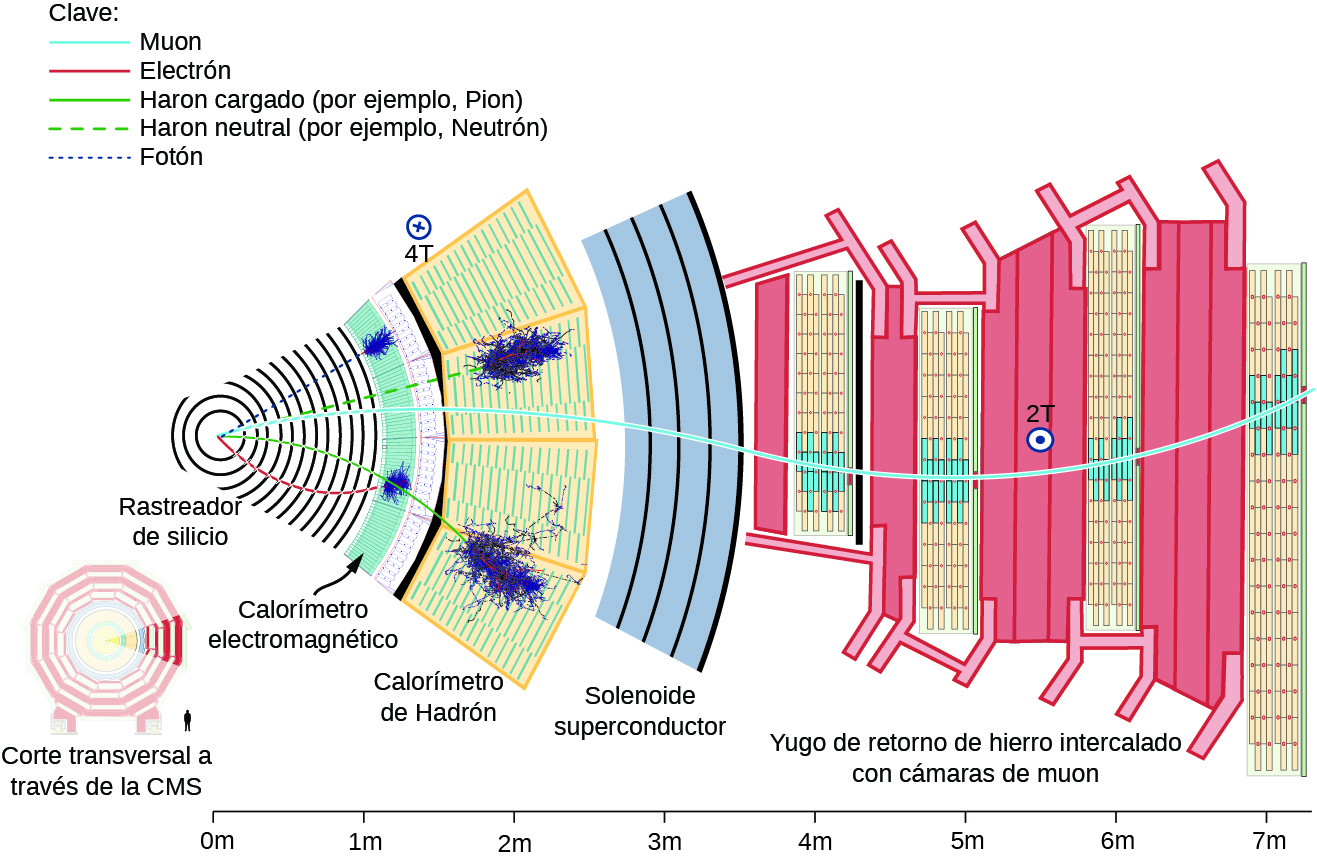 Clave:
Muon
Electrón
Haron cargado (por ejemplo, Pion)
Haron neutral (por ejemplo, Neutrón)
Fotón
4T
2T
Rastreador
de silicio
Calorímetro
electromagnético
Calorímetro
de Hadrón
Solenoide
superconductor
Yugo de retorno de hierro intercalado
con cámaras de muon
Corte transversal a
través de la CMS
0m 1m 2m 3m 4m 5m 6m 7m